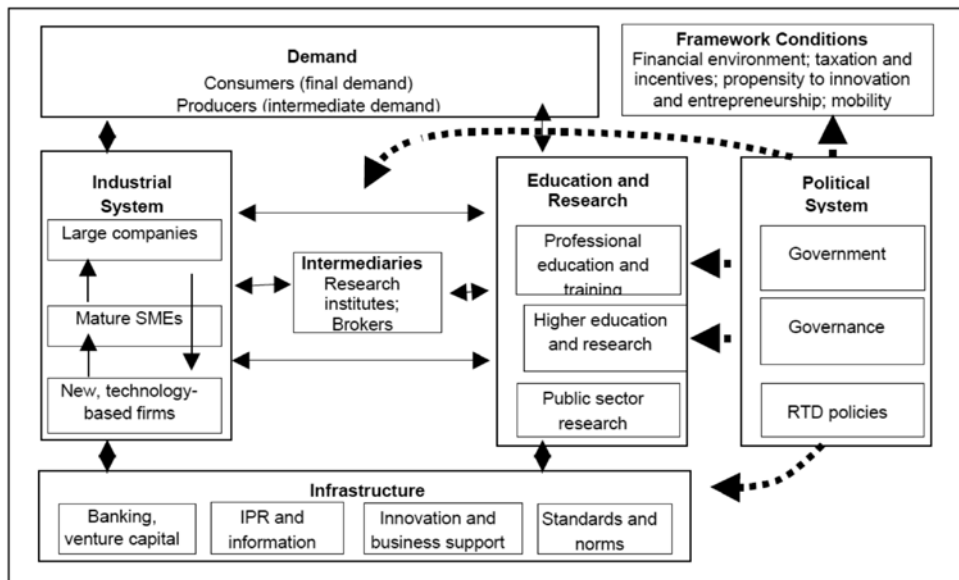 Demand
Consumers (final demand)
Producers (intermediate demand)
Framework Conditions
Financial environment; taxation and
incentives; propensity to innovation
and entrepreneurship; mobility
Industrial
System
Large companies
Mature SMEs
New, technology-
based firms
Intermediaries
Research
institutes;
Brokers
Education and
Research
Professional
education and
training
Higher education
and research
Public sector
research
Political
System
Government
Governance
RTD policies
Infrastructure
Banking,
venture capital
IPR and
information
Innovation and
business support
Standards and
norms